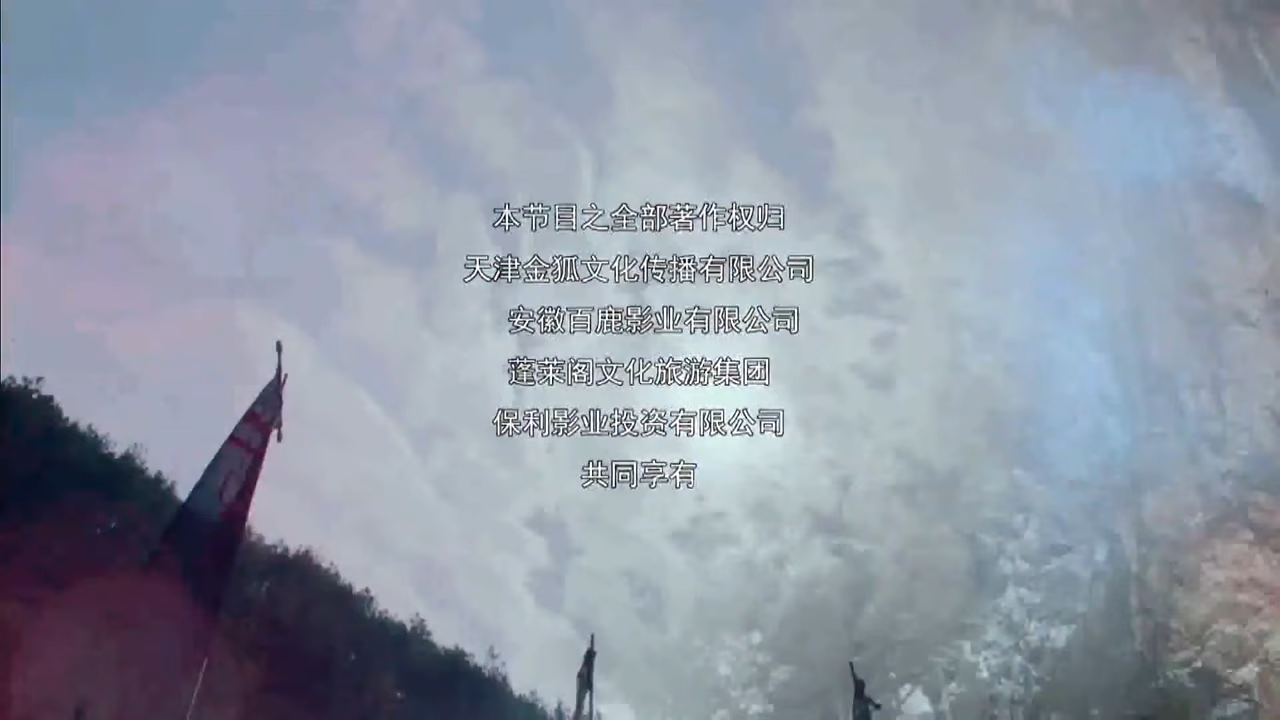 本节目之全部著作权归
天津金狐文化传播有限公司
安徽百鹿影业有限公司
蓬莱阁文化旅游集团
保利影业投资有限公司
共同享有